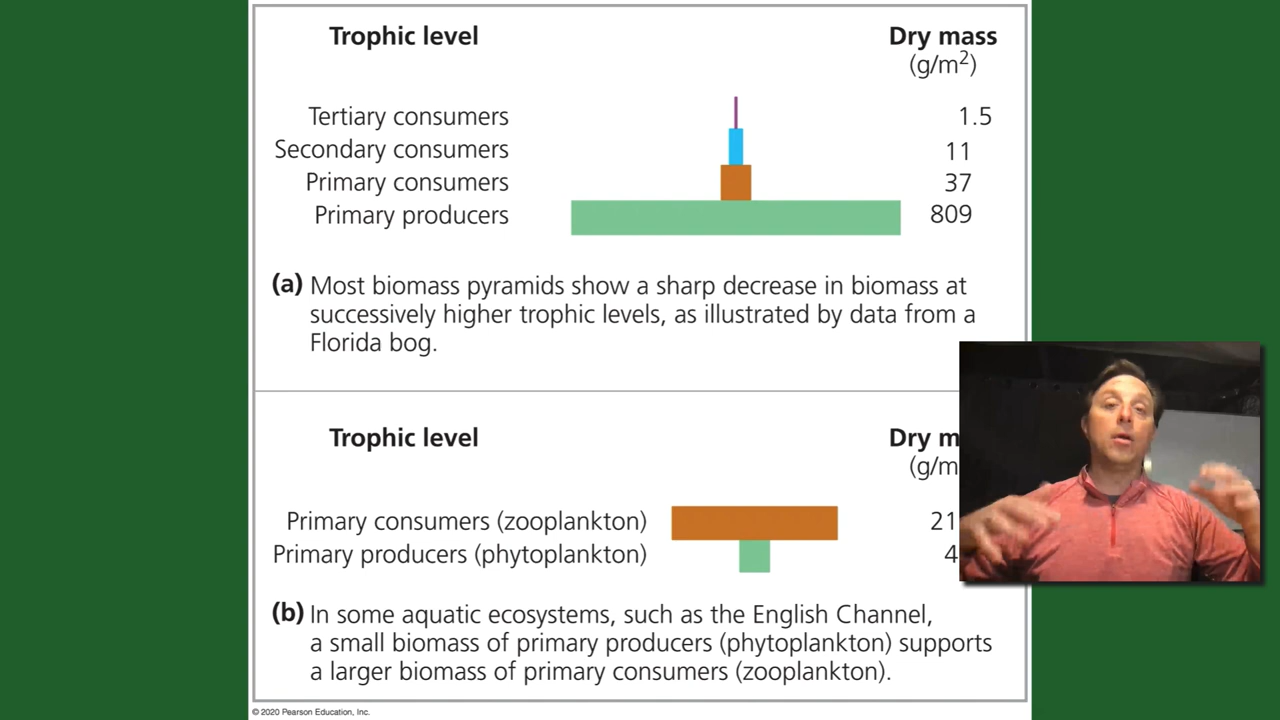 Trophic level Dry mass
(g/m²)
Tertiary consumers 1.5
Secondary consumers 11
Primary consumers 37
Primary producers 809
(a) Most biomass pyramids show a sharp decrease in biomass at
successively higher trophic levels, as illustrated by data from a
Florida bog.
Trophic level Dry m
(g/m
Primary consumers (zooplankton) 21
Primary producers (phytoplankton) 4
(b) In some aquatic ecosystems, such as the English Channel,
a small biomass of primary producers (phytoplankton) supports
a larger biomass of primary consumers (zooplankton).
© 2020 Pearson Education, Inc.